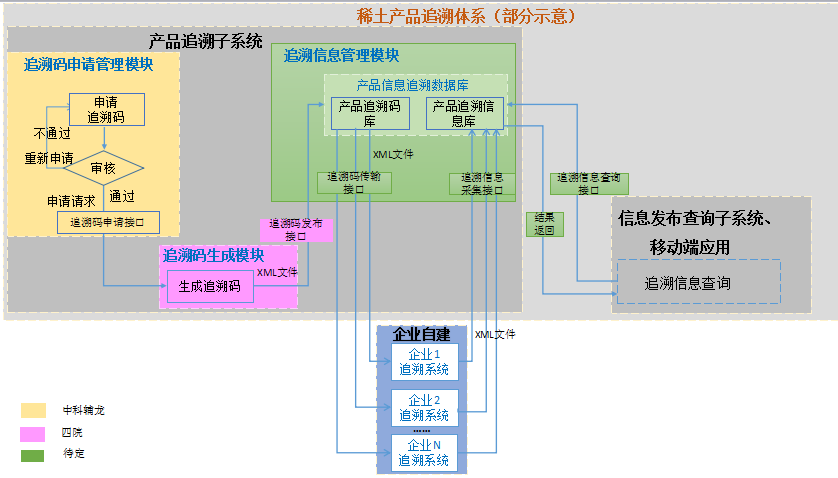 稀土产品追溯体系（部分示意）
产品追溯子系统
追溯码申请管理模块
申请
追溯码
不通过
重新申请
审核
申请请求
通过
追溯码申请接口
追溯码生成模块
生成追溯码
XML文件
追溯码发布
接口
追溯信息管理模块
产品信息追溯数据库
产品追溯码
库
产品追溯信
息库
XML文件
追溯码传输
接口
追溯信息
采集接口
追溯信息查询
接口
结果
返回
信息发布查询子系统、
移动端应用
追溯信息查询
企业自建
XML文件
企业1
追溯系统
企业2
追溯系统
……
企业N
追溯系统
中科辅龙
四院
待定